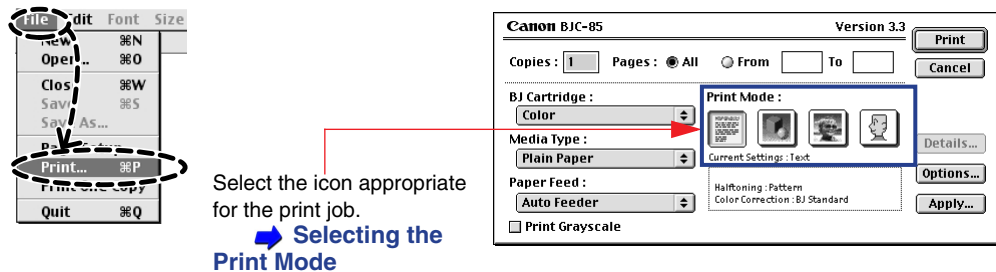 File Edit Font Size
New ⌘N
Open... ⌘O
Close ⌘W
Save ⌘S
Save As...
Page Setup
Print... ⌘P
Print One Copy
Quit ⌘Q
Select the icon appropriate
for the print job.
Selecting the
Print Mode
Canon BJC-85 Version 3.3
Print
Copies : 1 Pages : All From To
Cancel
BJ Cartridge :
Color
Media Type :
Plain Paper
Paper Feed :
Auto Feeder
Print Grayscale
Print Mode :
Current Settings : Text
Halftoning : Pattern
Color Correction : BJ Standard
Details...
Options...
Apply...